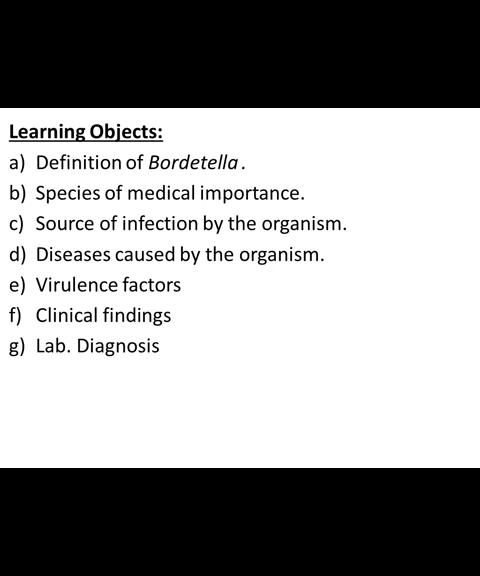 Learning Objects:
a) Definition of Bordetella.
b) Species of medical importance.
c) Source of infection by the organism.
d) Diseases caused by the organism.
e) Virulence factors
f) Clinical findings
g) Lab. Diagnosis